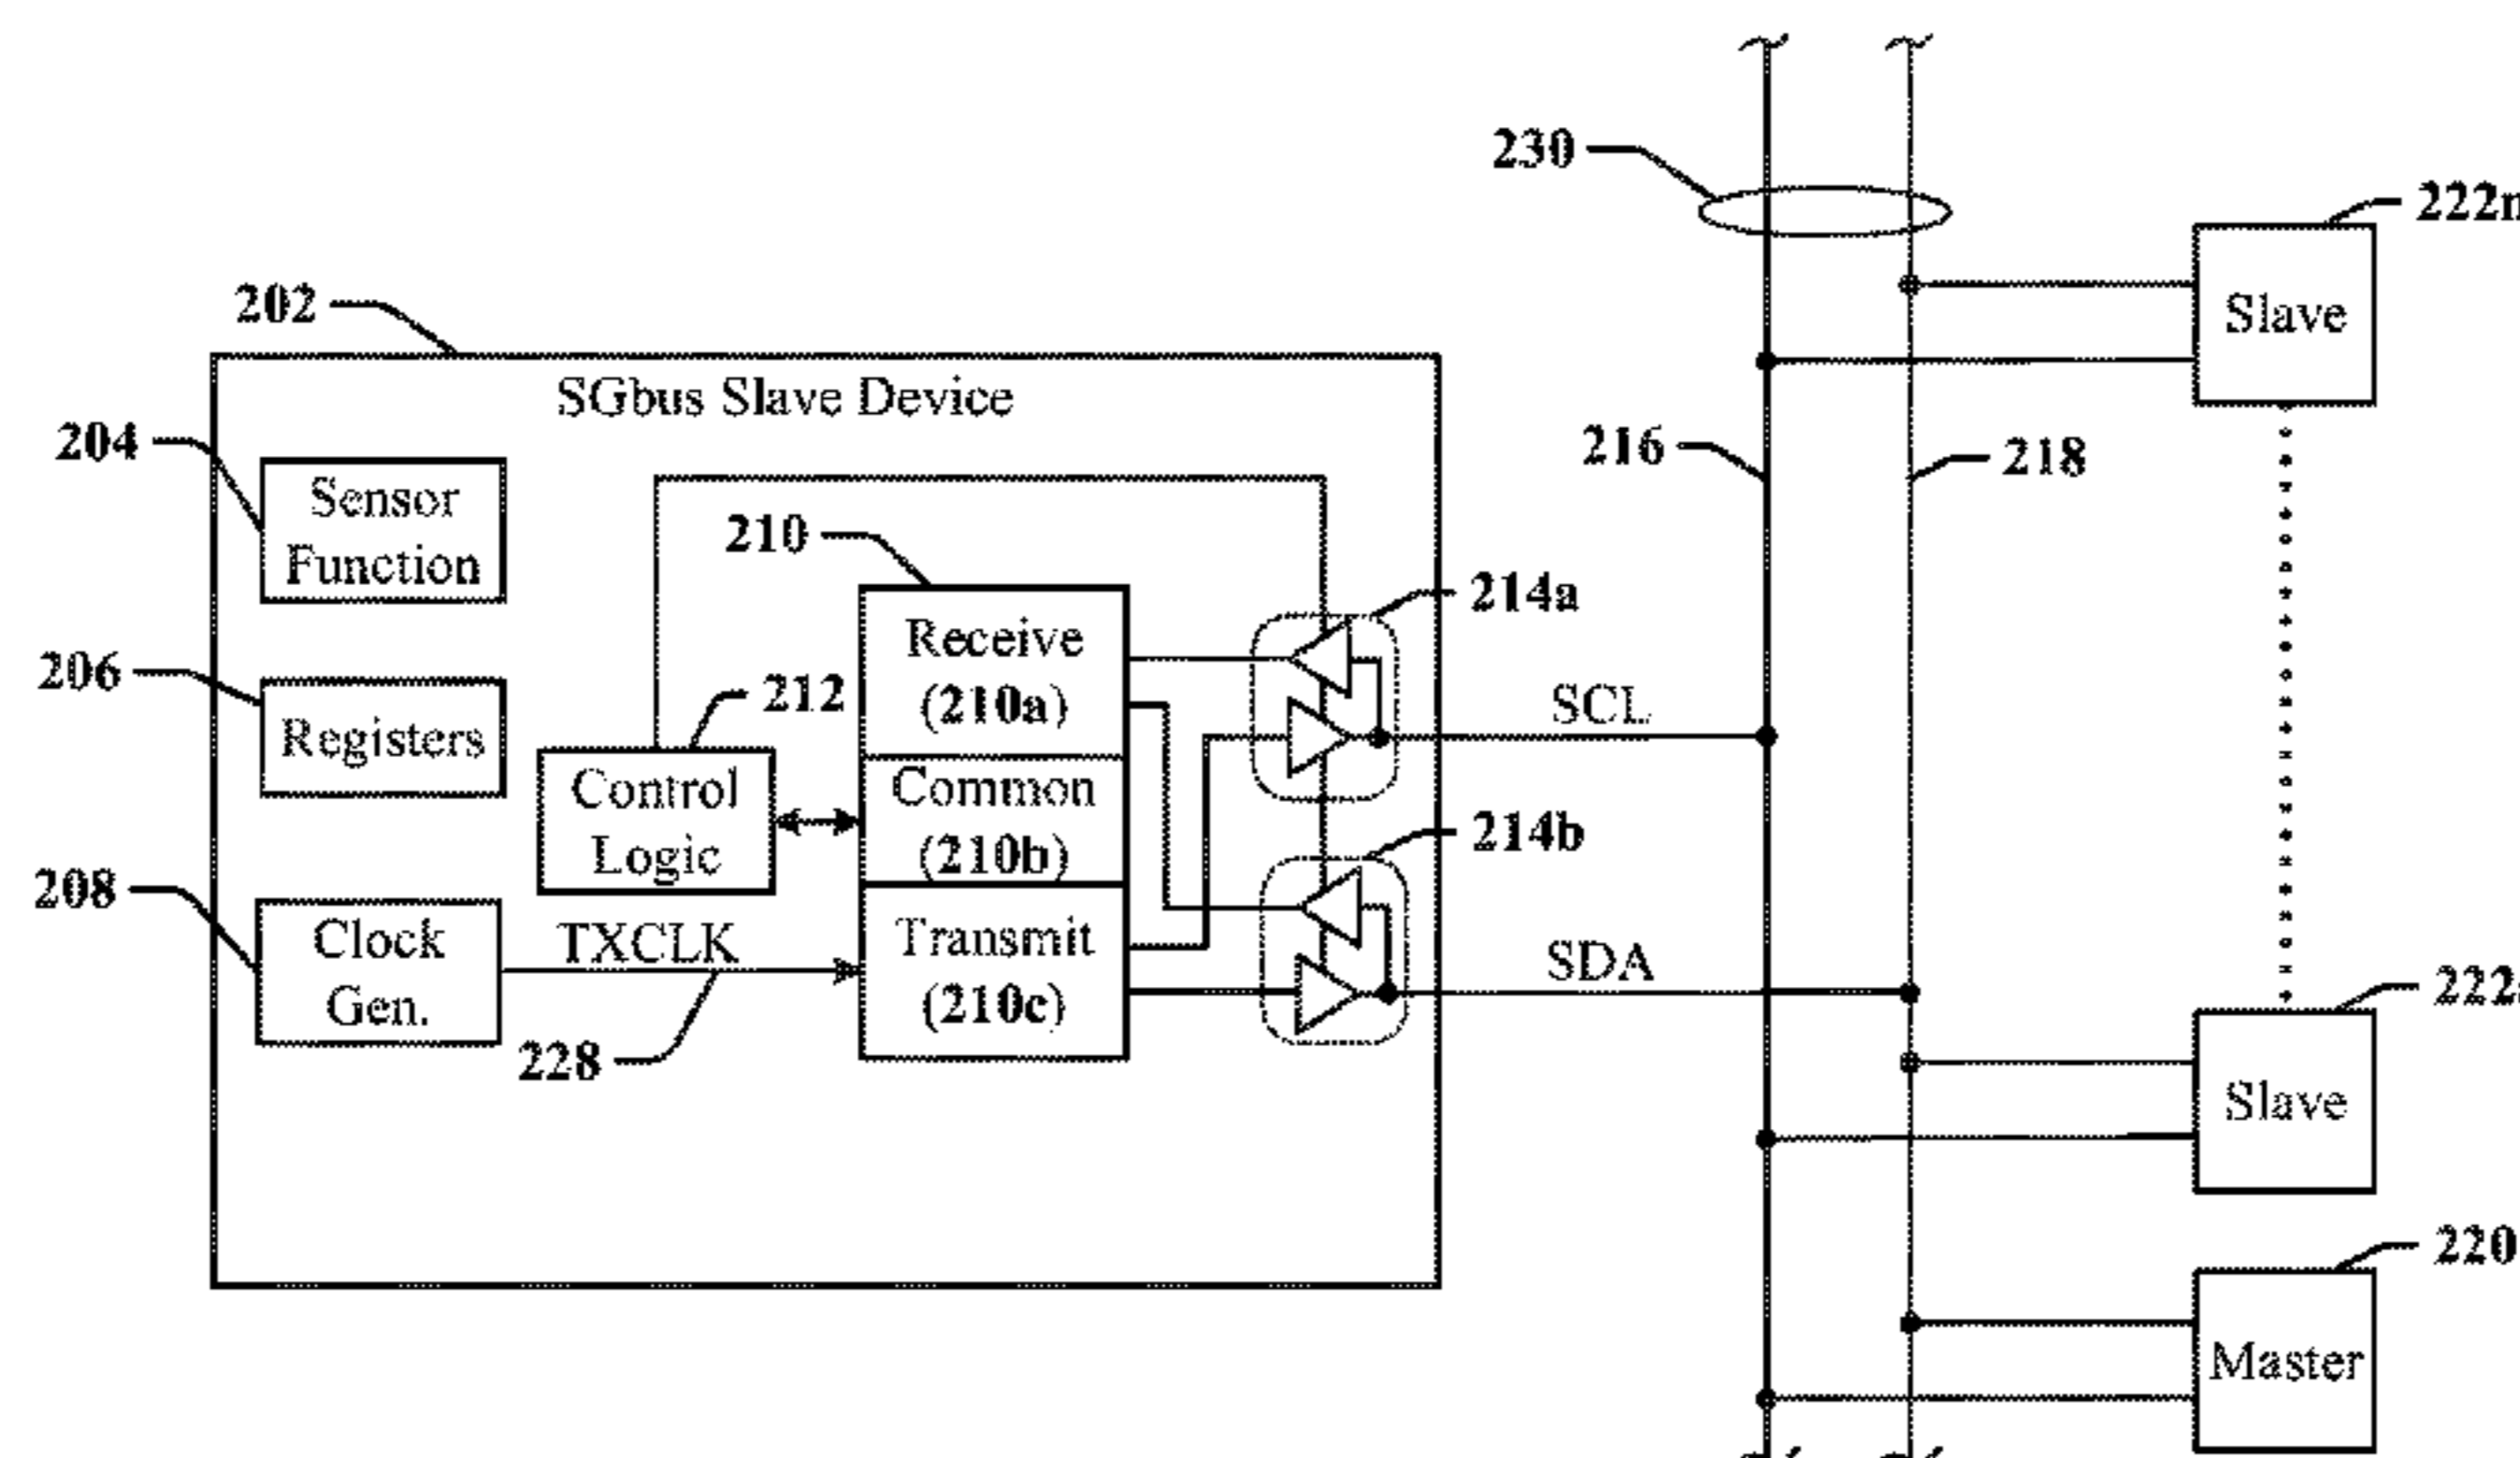 230
222n
202
Slave
SGbus Slave Device
204
216
218
Sensor
Function
210
214a
Receive
(210a)
206
212
SCL
Registers
Control
Logic
Common
(210b)
214b
208
Clock
Gen.
TXCLK
Transmit
(210c)
SDA
222
228
Slave
220
Master